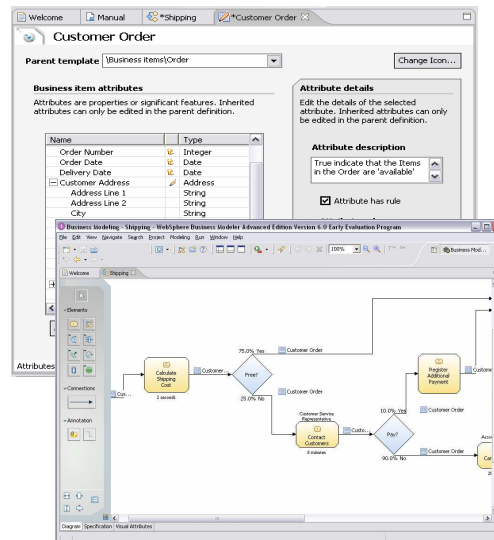 Welcome
Manual
*Shipping
*Customer Order
Customer Order
Parent template \Business items\Order
Change Icon...
Business item attributes
Attributes are properties or significant features. Inherited
attributes can only be edited in the parent definition.
Name Type
Order Number Integer
Order Date Date
Delivery Date Date
Customer Address Address
Address Line 1 String
Address Line 2 String
City String
Attribute details
Edit the details of the selected
attribute. Inherited attributes can only
be edited in the parent definition.
Attribute description
True indicate that the Items
in the Order are 'available'
Attribute has rule
Attributes
Business Modeling - Shipping - WebSphere Business Modeler Advanced Edition Version 6.0 Early Evaluation Program
File Edit View Navigate Search Project Modeling Run Window Help
100%
Business Mod...
Welcome
Shipping
Elements
Connections
Annotation
Cus...
Calculate
Shipping
Cost
2 seconds
Customer...
75.0% Yes
Customer Order
Free?
25.0% No
Customer Order
Customer Service
Representative
Contact
Customers
9 minutes
Custo...
10.0% Yes
Customer Order
Pay?
90.0% No
Customer Order
Register
Additional
Payment
Custome
Diagram Specification Visual Attributes